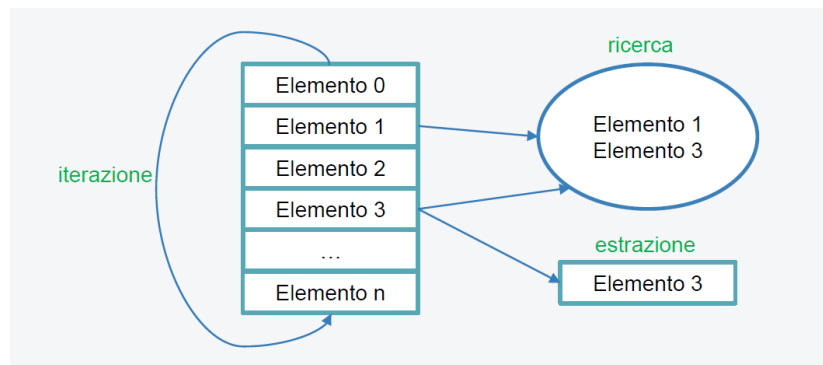 ricerca
Elemento 0
Elemento 1
Elemento 2
Elemento 3
...
Elemento n
iterazione
Elemento 1
Elemento 3
estrazione
Elemento 3